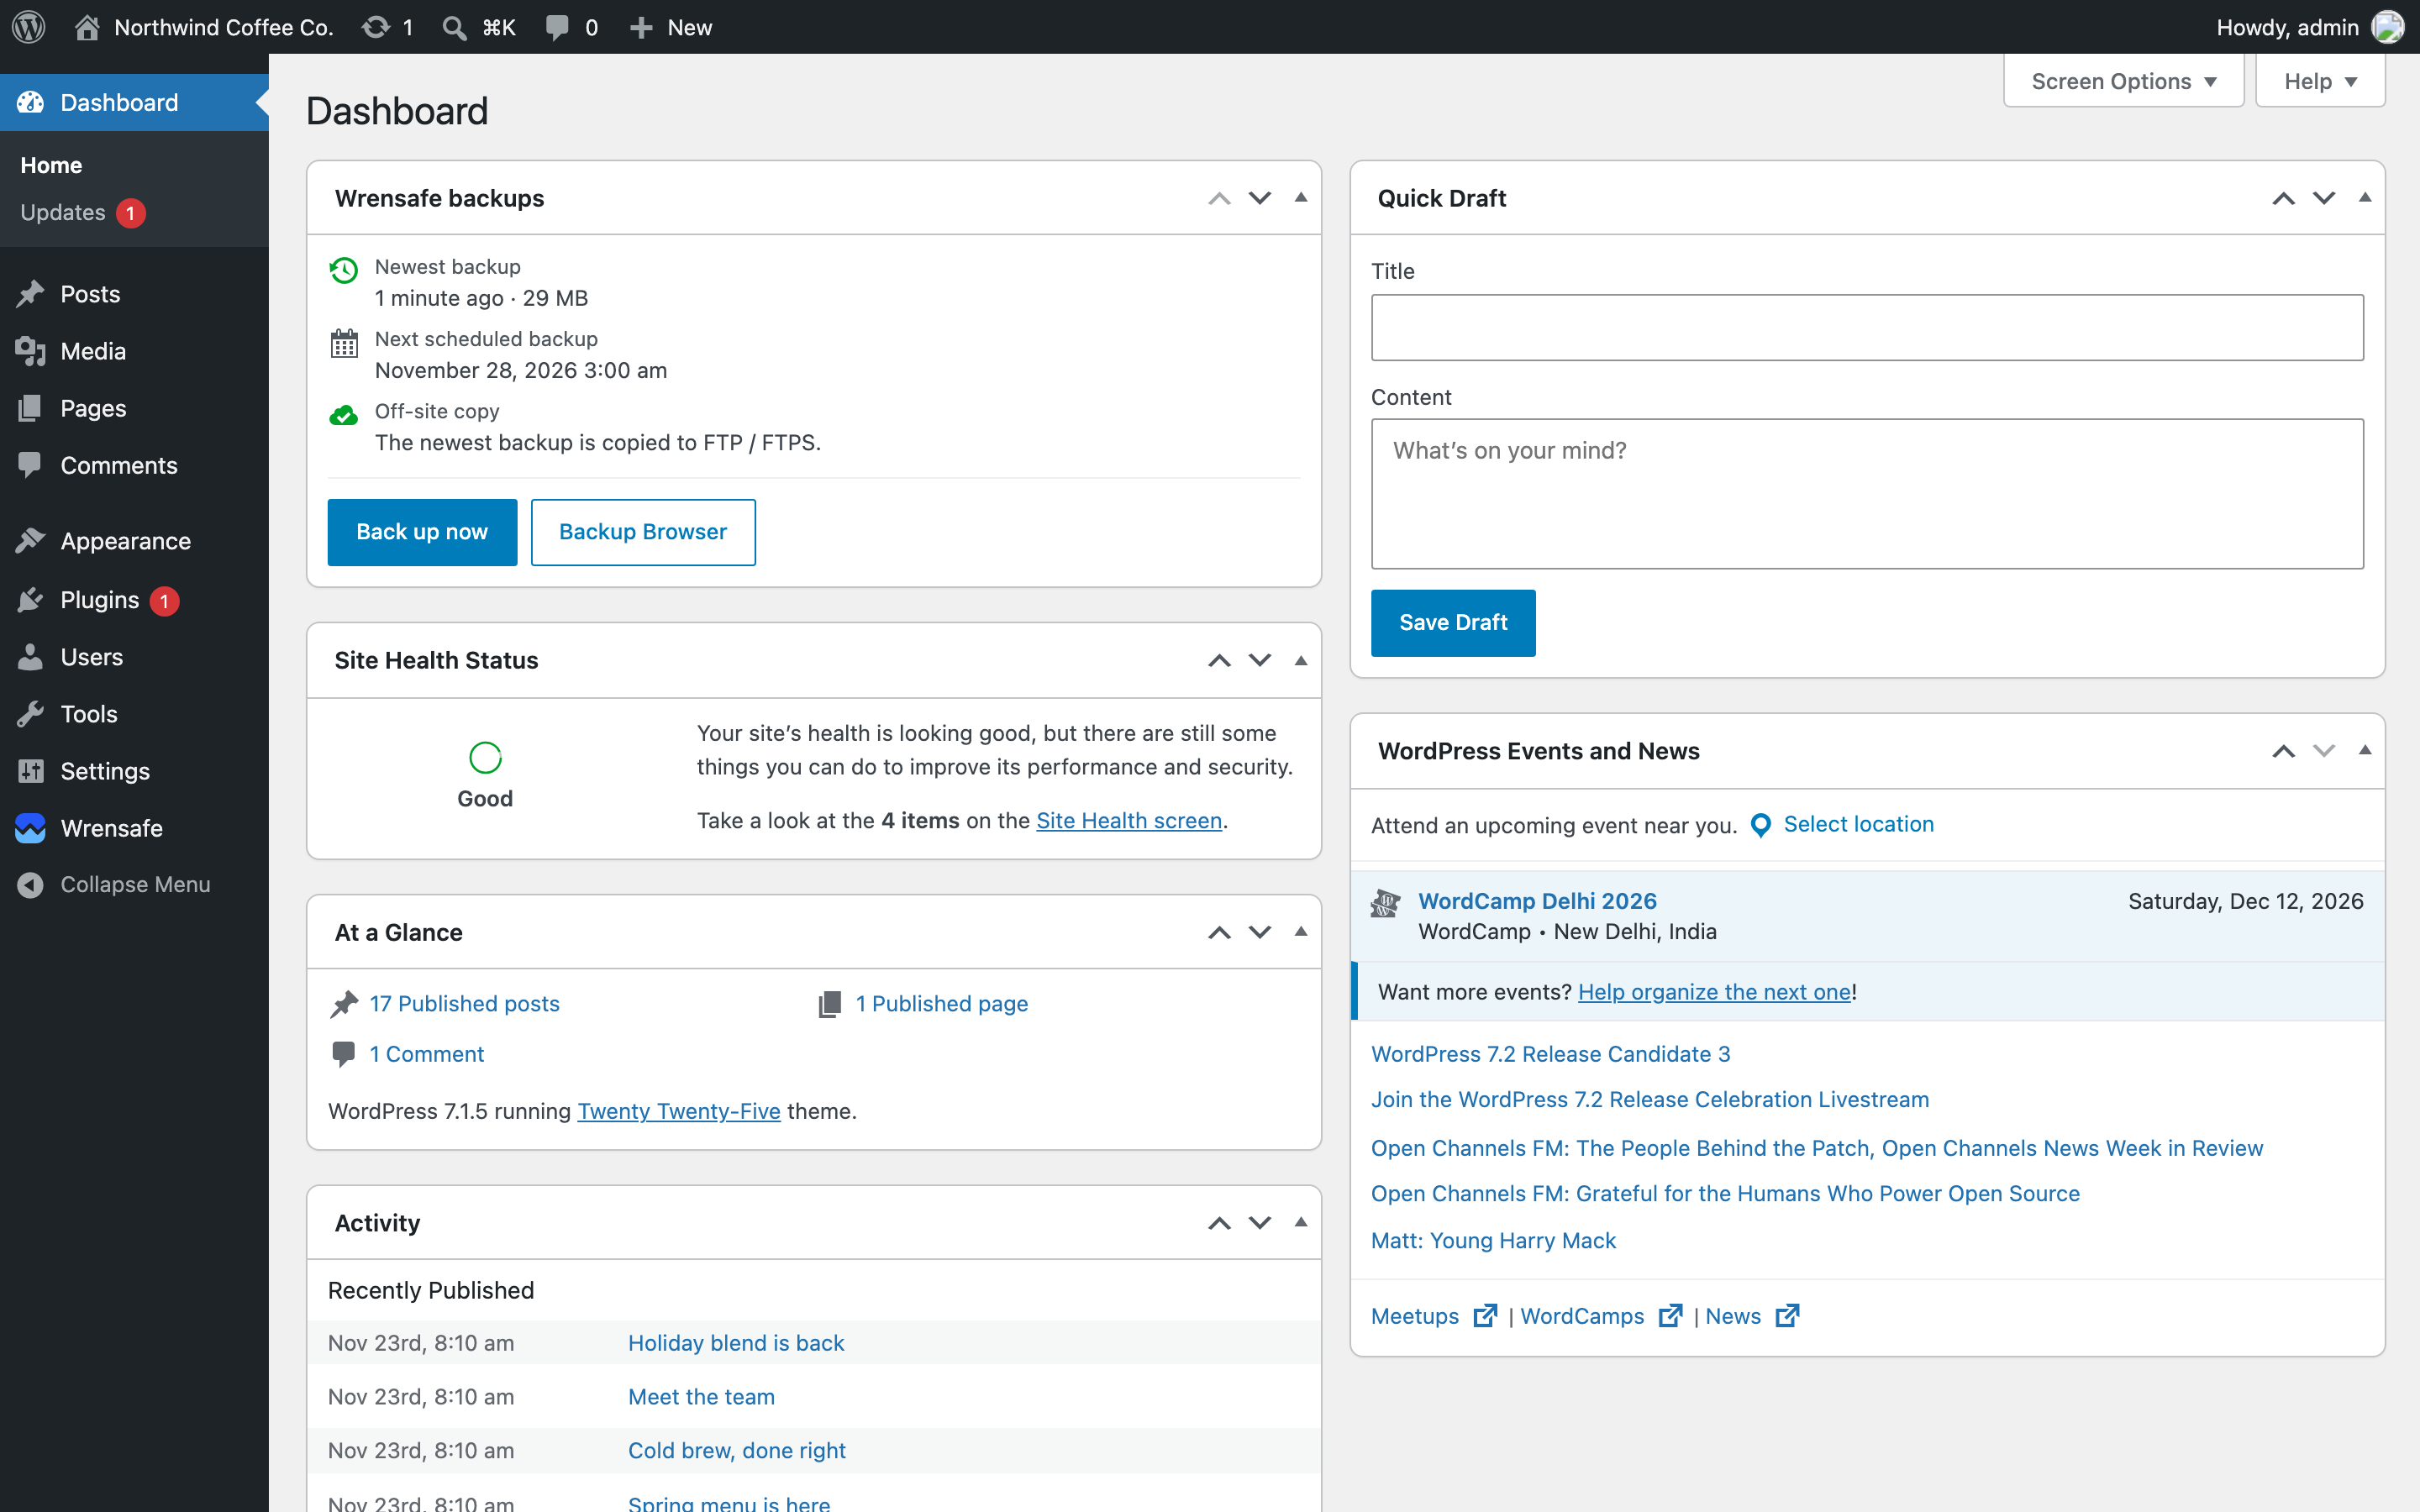 Northwind Coffee Co.
1
⌘K
0
New
Howdy, admin
Dashboard
Home
Updates 1
Posts
Media
Pages
Comments
Appearance
Plugins 1
Users
Tools
Settings
Wrensafe
Collapse Menu
Screen Options
Help
Dashboard
Wrensafe backups
Newest backup
1 minute ago · 29 MB
Next scheduled backup
November 28, 2026 3:00 am
Off-site copy
The newest backup is copied to FTP / FTPS.
Back up now
Backup Browser
Site Health Status
Good
Your site’s health is looking good, but there are still some
things you can do to improve its performance and security.
Take a look at the 4 items on the Site Health screen.
At a Glance
17 Published posts
1 Published page
1 Comment
WordPress 7.1.5 running Twenty Twenty-Five theme.
Activity
Recently Published
Nov 23rd, 8:10 am Holiday blend is back
Nov 23rd, 8:10 am Meet the team
Nov 23rd, 8:10 am Cold brew, done right
Nov 23rd, 8:10 am Spring menu is here
Quick Draft
Title
Content
What’s on your mind?
Save Draft
WordPress Events and News
Attend an upcoming event near you. Select location
WordCamp Delhi 2026 Saturday, Dec 12, 2026
WordCamp • New Delhi, India
Want more events? Help organize the next one!
WordPress 7.2 Release Candidate 3
Join the WordPress 7.2 Release Celebration Livestream
Open Channels FM: The People Behind the Patch, Open Channels News Week in Review
Open Channels FM: Grateful for the Humans Who Power Open Source
Matt: Young Harry Mack
Meetups | WordCamps | News